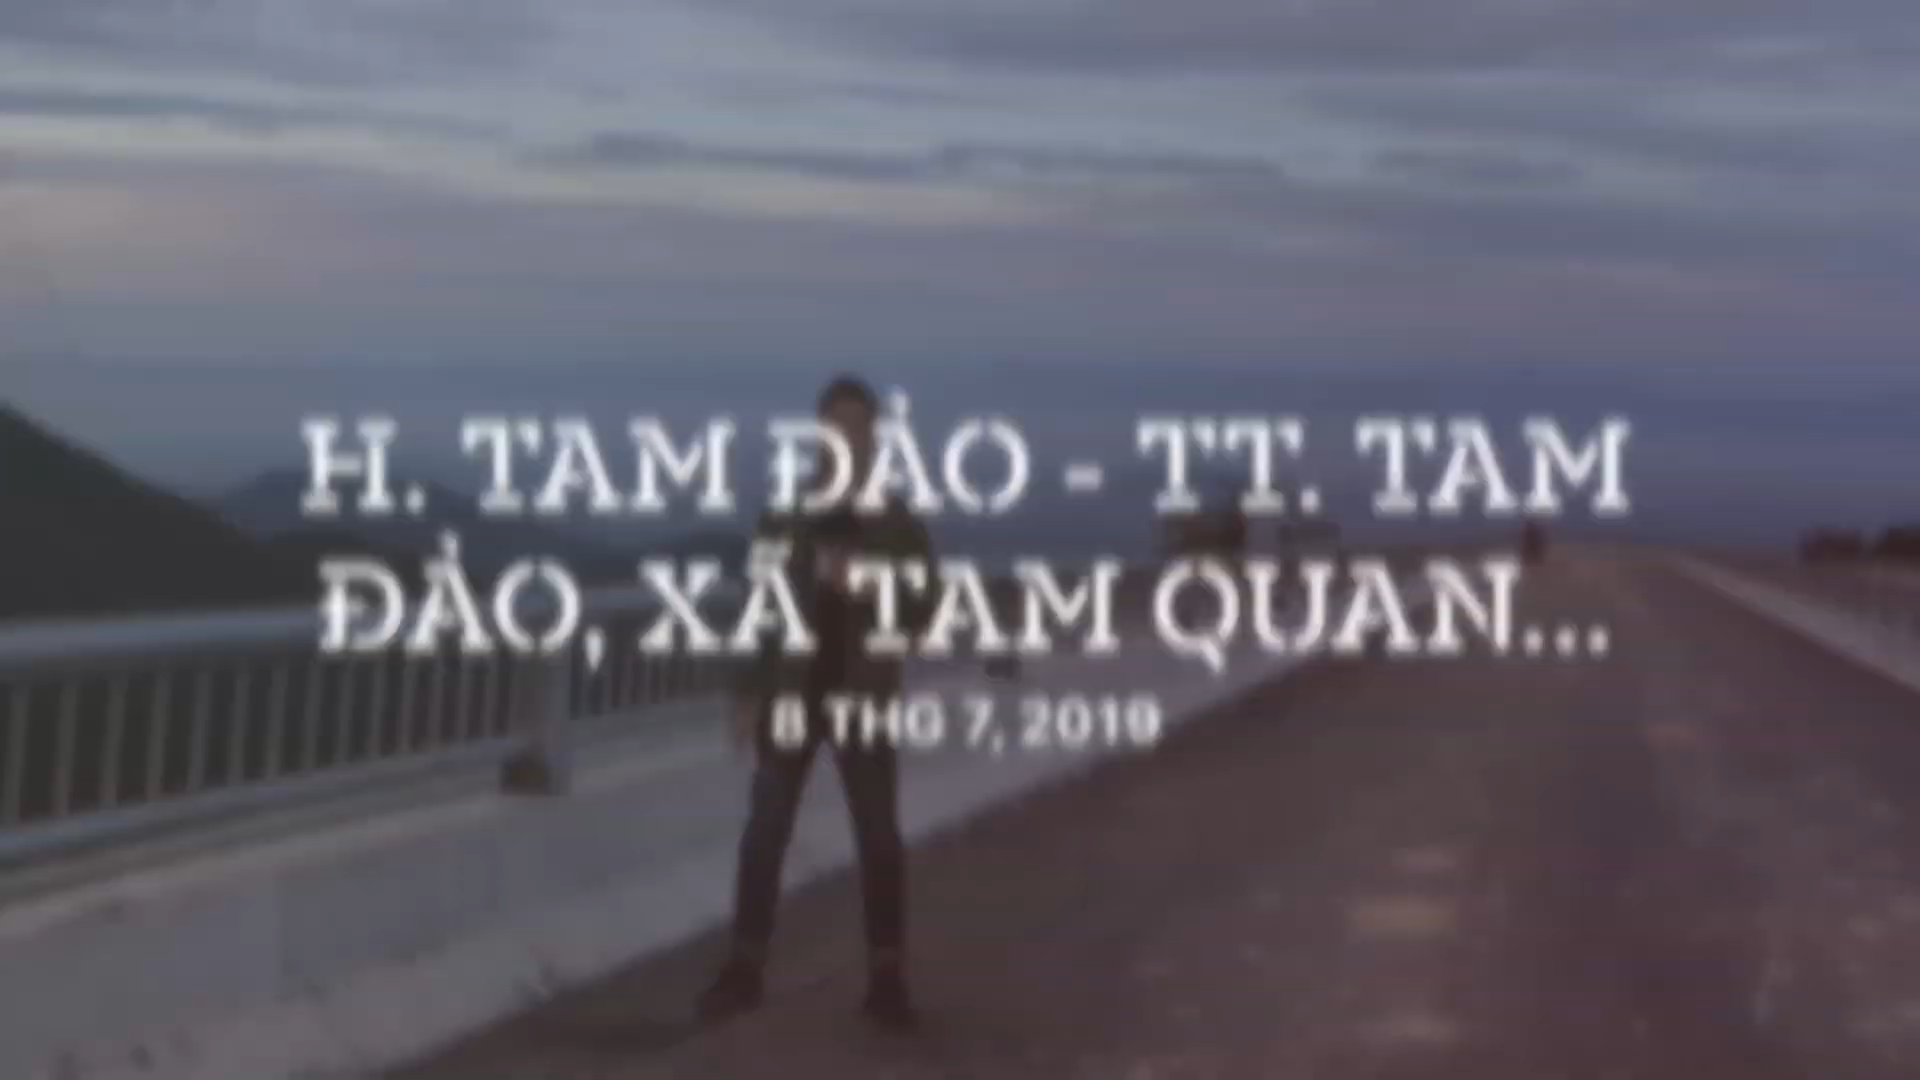 H. TAM ĐẢO - TT. TAM
ĐẢO, XÃ TAM QUAN...
8 THG 7, 2019